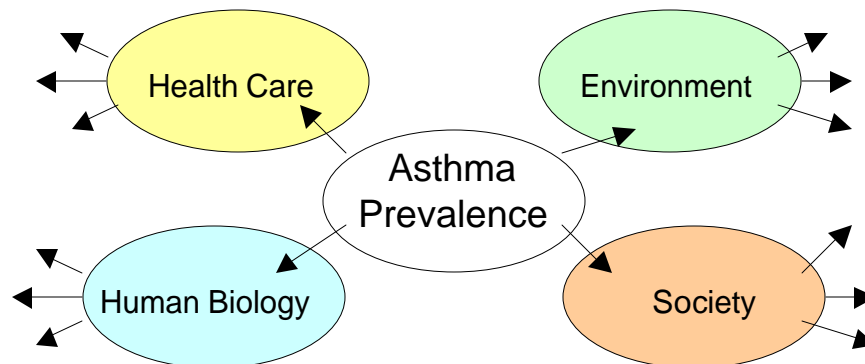 Health Care
Environment
Asthma
Prevalence
Human Biology
Society